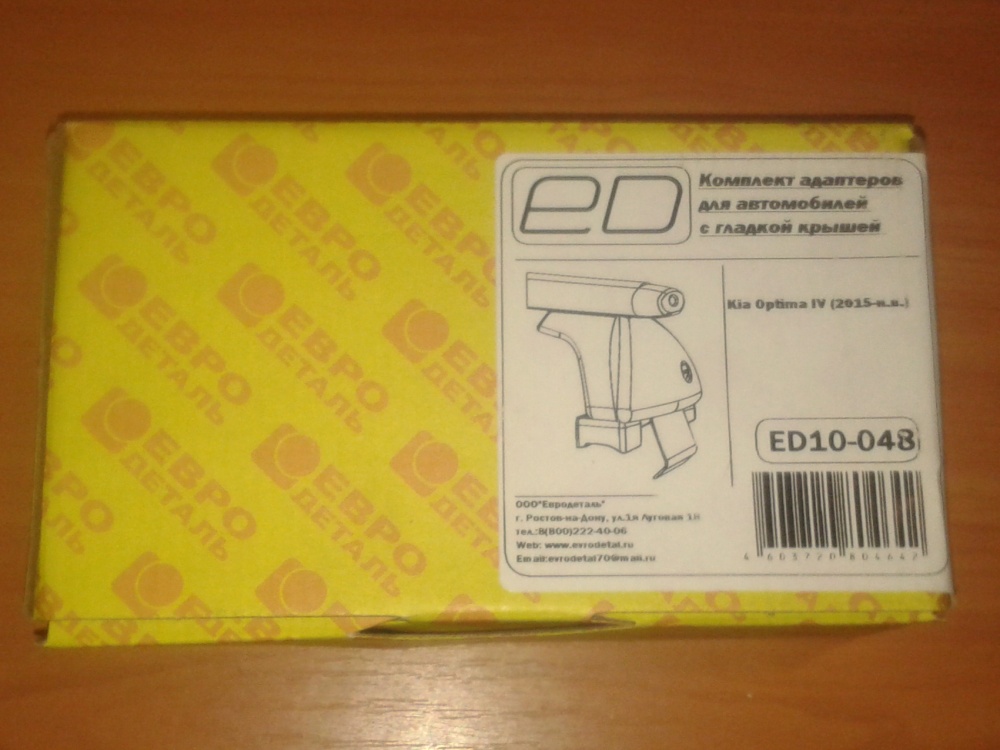 ЕВРО
ДЕТАЛЬ
ED
Комплект адаптеров
для автомобилей
с гладкой крышей
Kia Optima IV (2015-н.в.)
ED10-048
ООО"Евродеталь"
г. Ростов-на-Дону, ул.1я Луговая
тел.:8(800)222-40-06
Web: www.evrodetal.ru
Email:evrodetal70@mail.ru
4 603720 804642